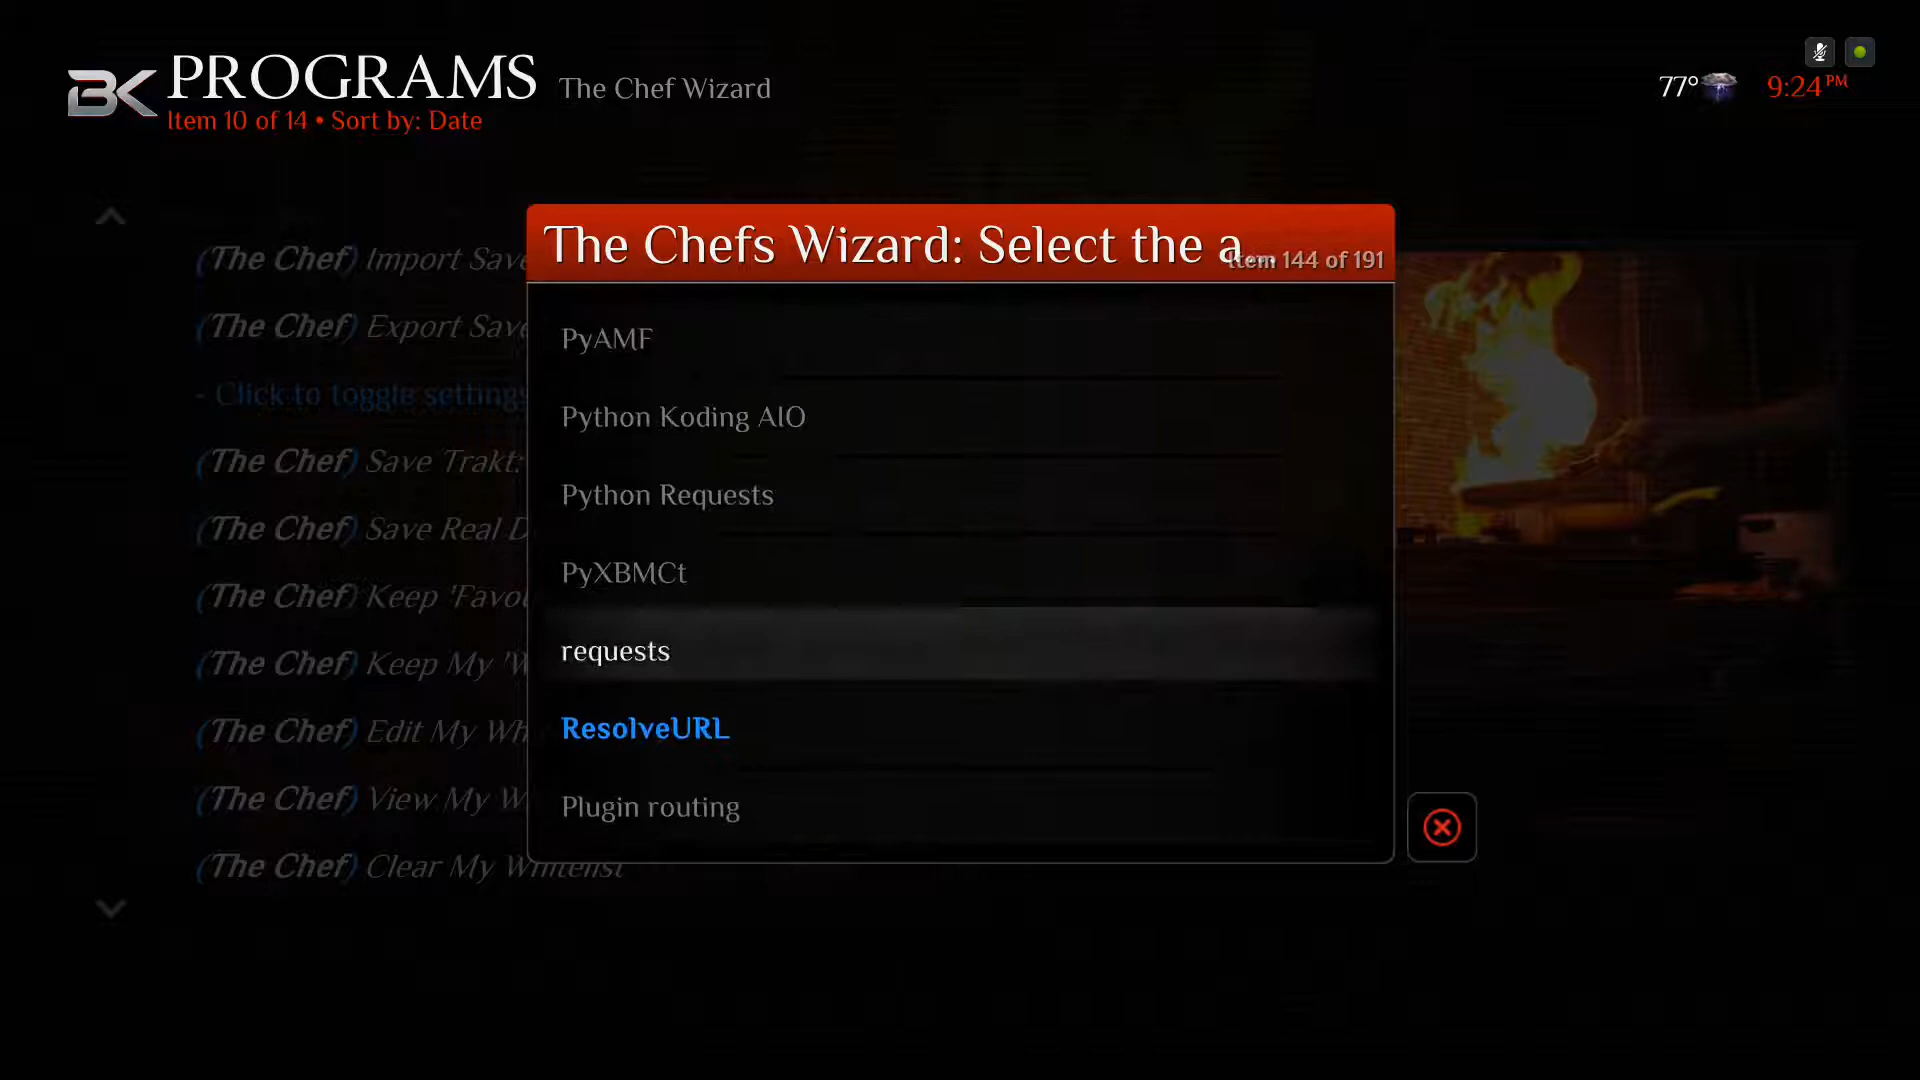 BK PROGRAMS The Chef Wizard
Item 10 of 14 • Sort by: Date
77° 9:24 PM
The Chefs Wizard: Select the a...
Item 144 of 191
PyAMF
Python Koding AIO
Python Requests
PyXBMCt
requests
ResolveURL
Plugin routing
(The Chef) Import Save
(The Chef) Export Save
- Click to toggle settings
(The Chef) Save Trakt:
(The Chef) Save Real D
(The Chef) Keep 'Favou
(The Chef) Keep My 'W
(The Chef) Edit My Wh
(The Chef) View My W
(The Chef) Clear My Whitelist